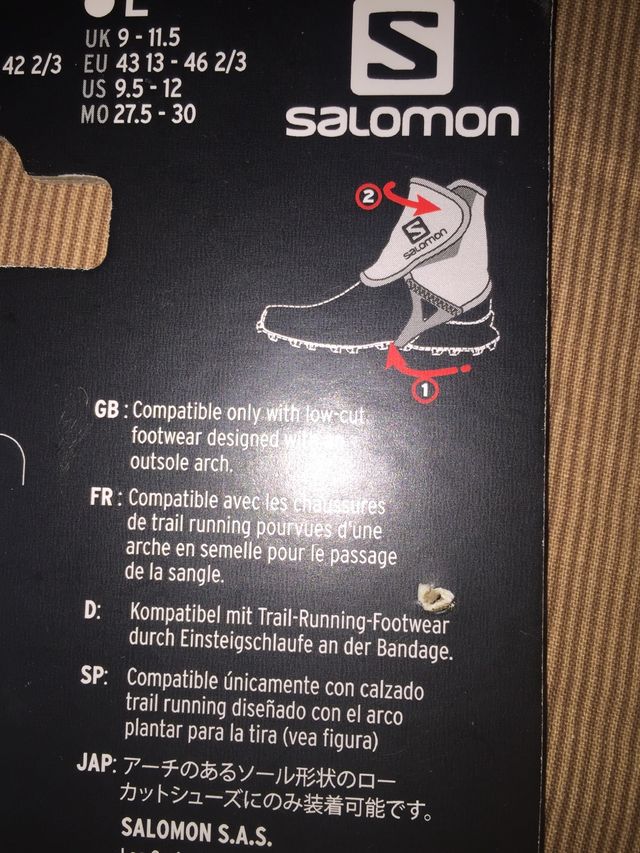 L
UK 9 - 11.5
42 2/3 EU 43 13 - 46 2/3
US 9.5 - 12
MO 27.5 - 30
S
SALOMON
2
S
SALOMON
1
GB : Compatible only with low-cut
footwear designed with an
outsole arch.
FR : Compatible avec les chaussures
de trail running pourvues d'une
arche en semelle pour le passage
de la sangle.
D: Kompatibel mit Trail-Running-Footwear
durch Einsteigschlaufe an der Bandage.
SP: Compatible únicamente con calzado
trail running diseñado con el arco
plantar para la tira (vea figura)
JAP: アーチのあるソール形状のロー
カットシューズにのみ装着可能です。
SALOMON S.A.S.